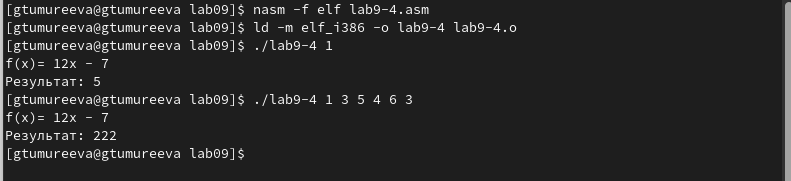 [gtumureeva@gtumureeva lab09]$ nasm -f elf lab9-4.asm
[gtumureeva@gtumureeva lab09]$ ld -m elf_i386 -o lab9-4 lab9-4.o
[gtumureeva@gtumureeva lab09]$ ./lab9-4 1
f(x)= 12x - 7
Результат: 5
[gtumureeva@gtumureeva lab09]$ ./lab9-4 1 3 5 4 6 3
f(x)= 12x - 7
Результат: 222
[gtumureeva@gtumureeva lab09]$